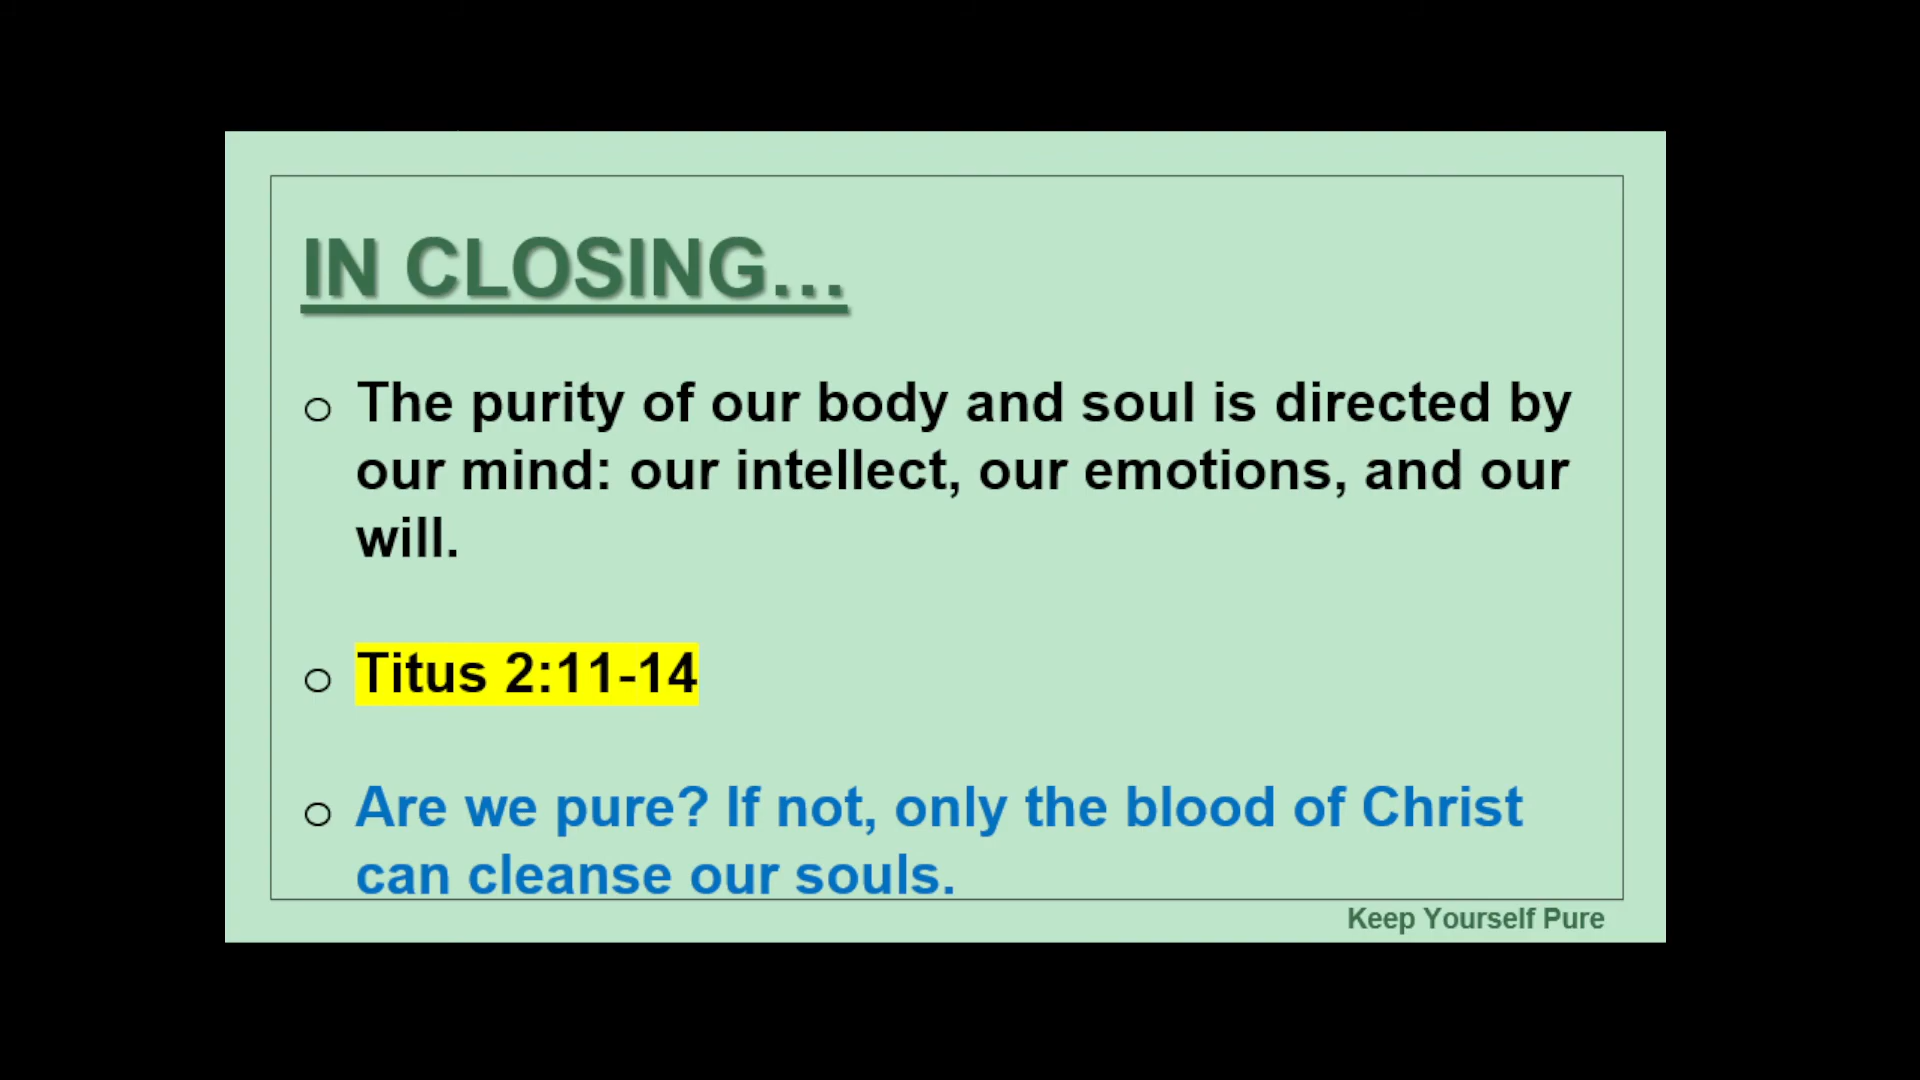 IN CLOSING...
o The purity of our body and soul is directed by
our mind: our intellect, our emotions, and our
will.
o Titus 2:11-14
o Are we pure? If not, only the blood of Christ
can cleanse our souls.
Keep Yourself Pure